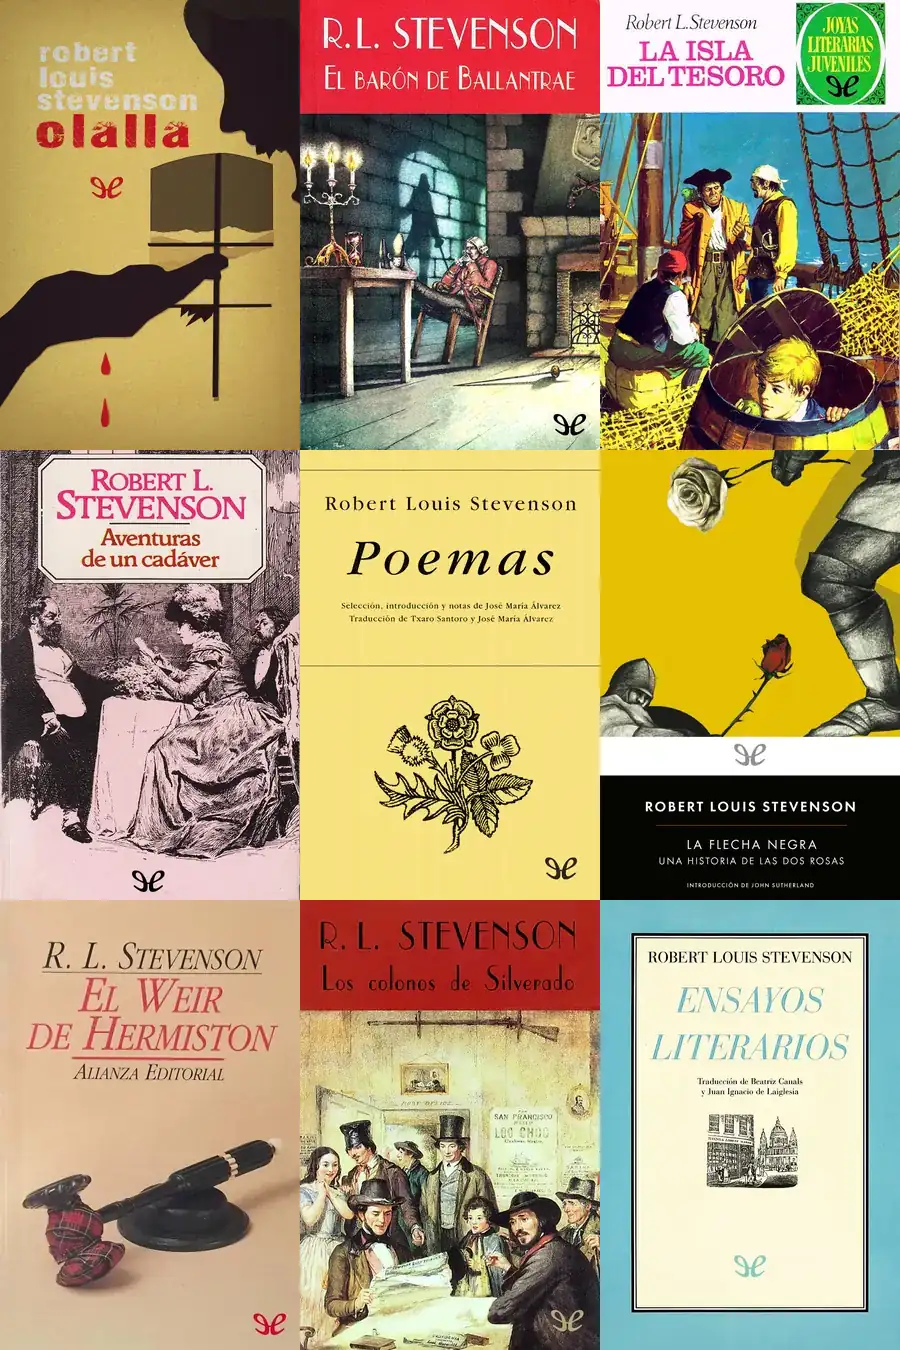 robert
louis
stevenson
olalla
R.L. STEVENSON
EL BARÓN DE BALLANTRAE
Robert L.Stevenson
LA ISLA
DEL TESORO
JOYAS
LITERARIAS
JUVENILES
ROBERT L.
STEVENSON
Aventuras
de un cadáver
Robert Louis Stevenson
Poemas
Selección, introducción y notas de José María Álvarez
Traducción de Txaro Santoro y José María Álvarez
ROBERT LOUIS STEVENSON
LA FLECHA NEGRA
UNA HISTORIA DE LAS DOS ROSAS
INTRODUCCIÓN DE JOHN SUTHERLAND
R. L. STEVENSON
EL WEIR
DE HERMISTON
ALIANZA EDITORIAL
R. L. STEVENSON
Los colonos de Silverado
POST OFFICE
SAN FRANCISCO
ROBERT LOUIS STEVENSON
ENSAYOS
LITERARIOS
Traducción de Beatriz Canals
y Juan Ignacio de Laiglesia